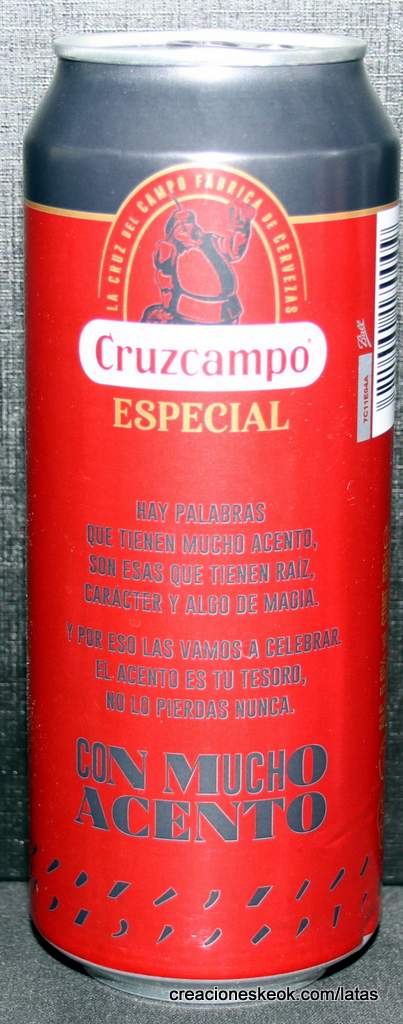 LA CRUZ DEL CAMPO FÁBRICA DE CERVEZAS
Cruzcampo
ESPECIAL
Ball
7C11E64A
HAY PALABRAS
QUE TIENEN MUCHO ACENTO,
SON ESAS QUE TIENEN RAÍZ,
CARÁCTER Y ALGO DE MAGIA.
Y POR ESO LAS VAMOS A CELEBRAR.
EL ACENTO ES TU TESORO,
NO LO PIERDAS NUNCA.
CON MUCHO
ACENTO
creacioneskeok.com/latas